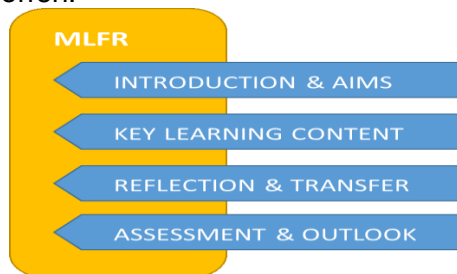 MLFR
INTRODUCTION & AIMS
KEY LEARNING CONTENT
REFLECTION & TRANSFER
ASSESSMENT & OUTLOOK